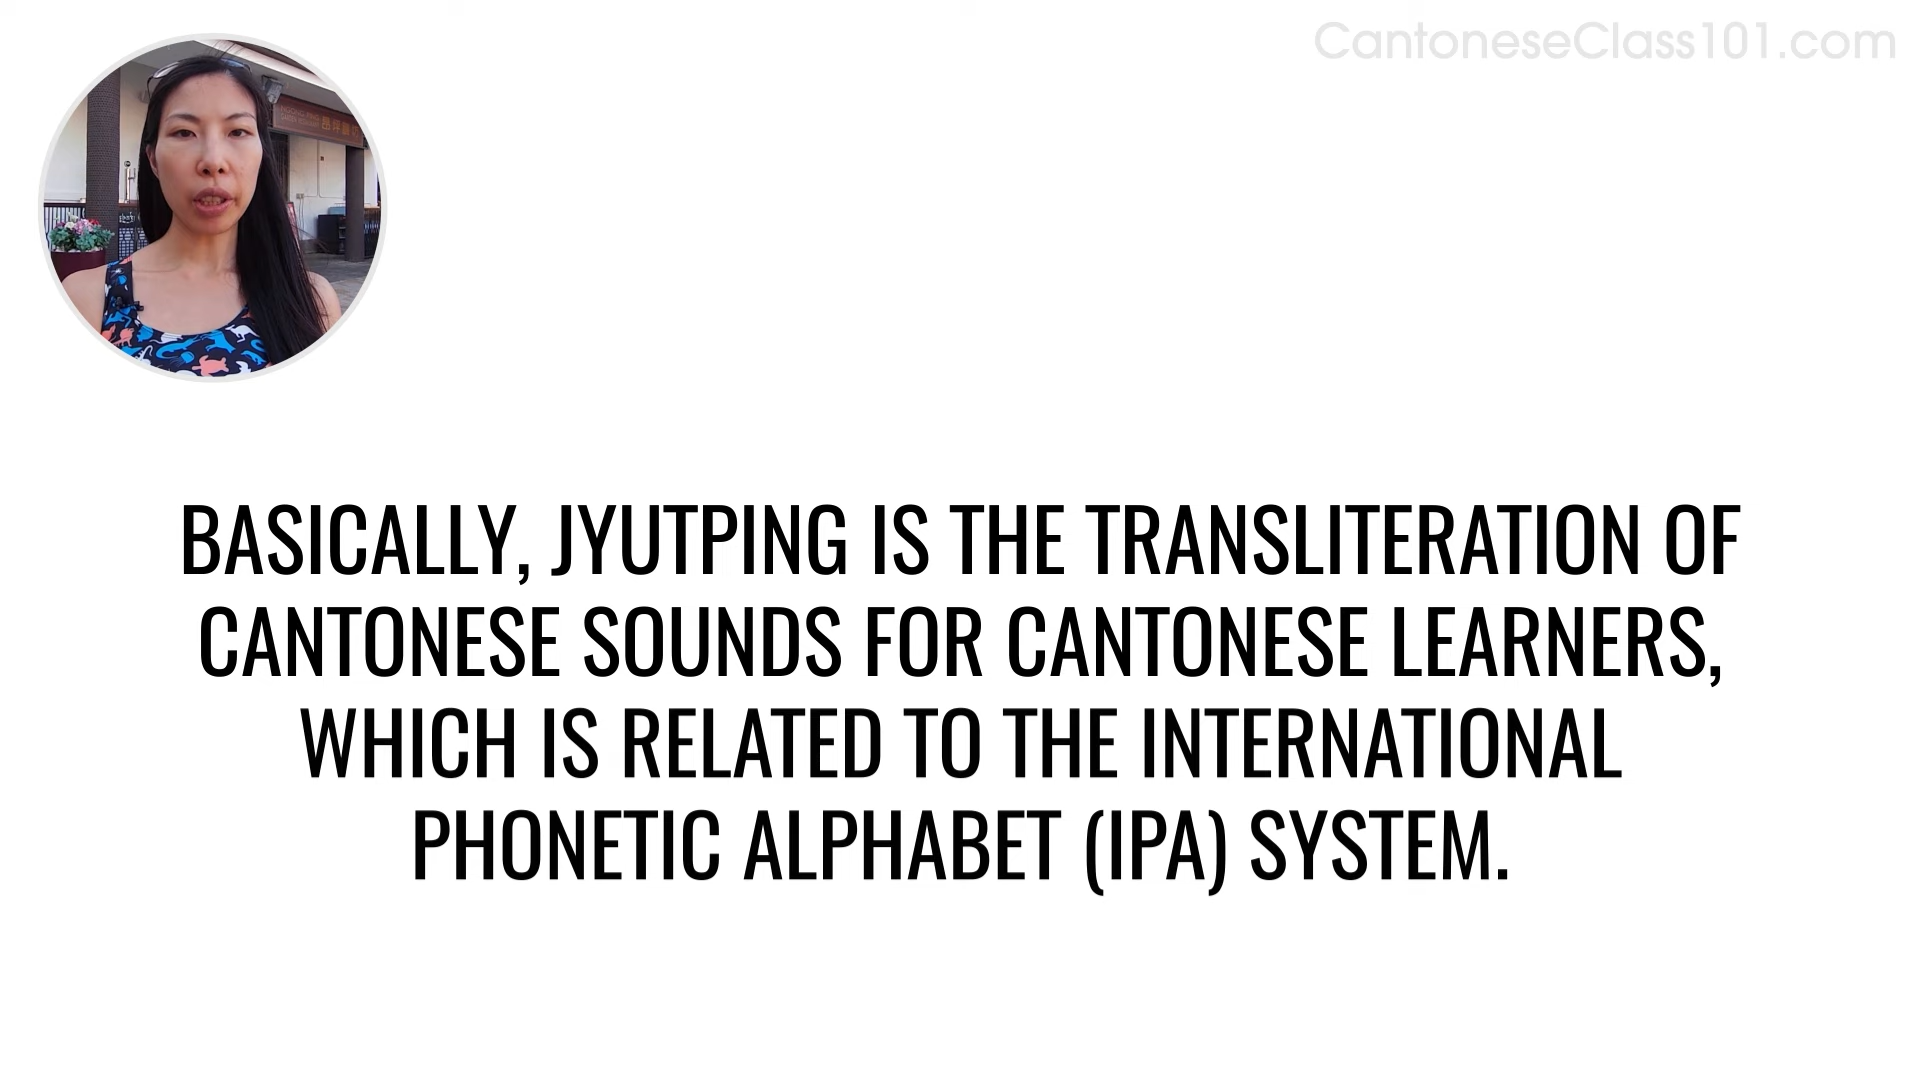 CantoneseClass101.com
BASICALLY, JYUTPING IS THE TRANSLITERATION OF
CANTONESE SOUNDS FOR CANTONESE LEARNERS,
WHICH IS RELATED TO THE INTERNATIONAL
PHONETIC ALPHABET (IPA) SYSTEM.